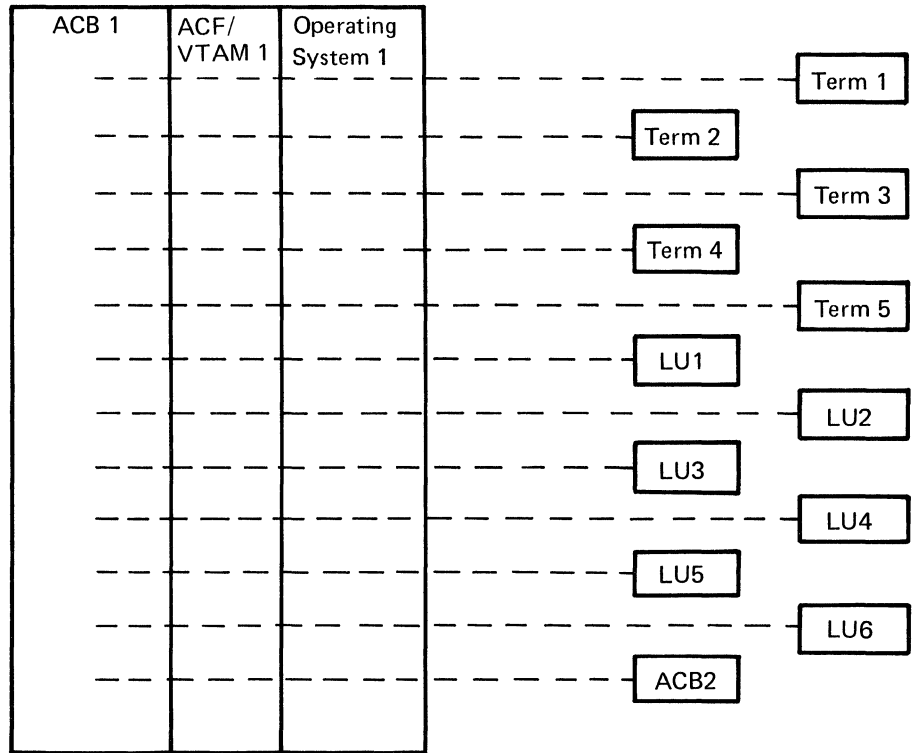 ACB 1
ACF/
VTAM 1
Operating
System 1
Term 1
Term 2
Term 3
Term 4
Term 5
LU1
LU2
LU3
LU4
LU5
LU6
ACB2